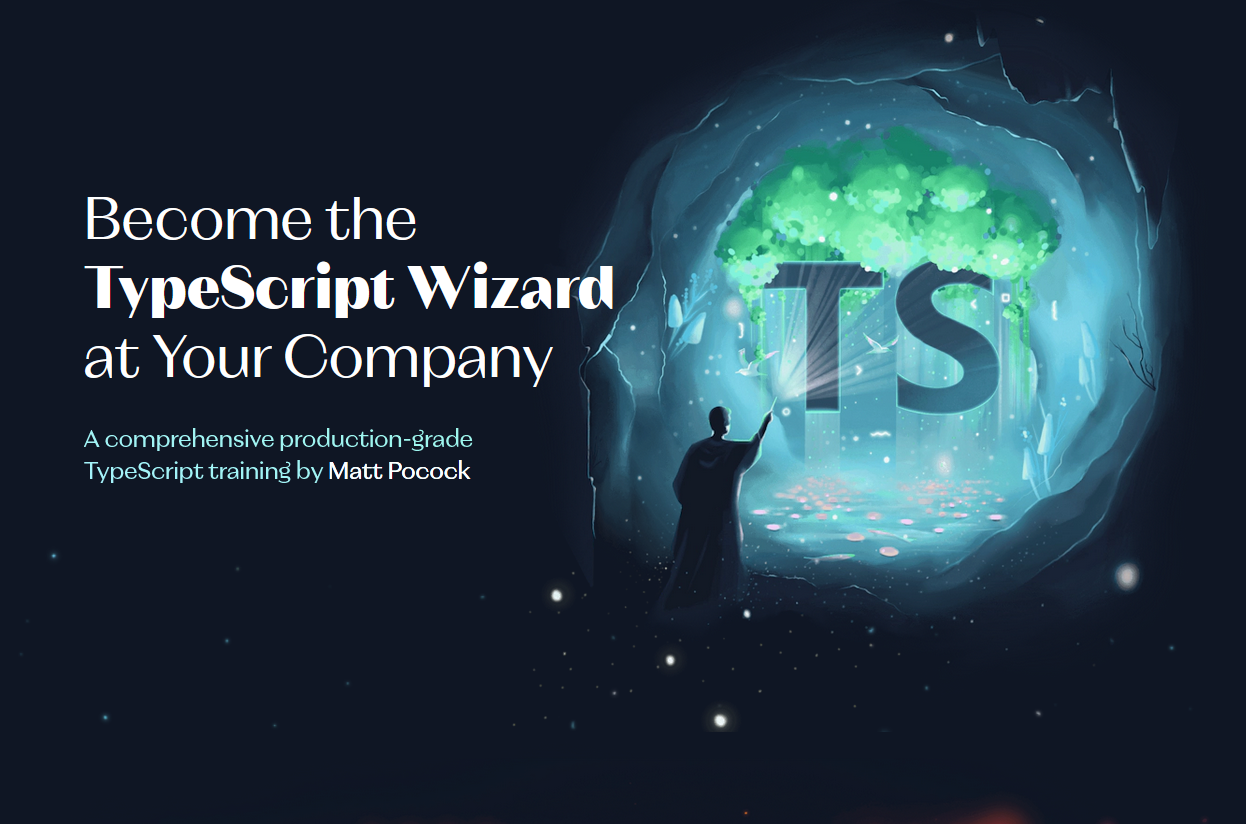 Become the
TypeScript Wizard
at Your Company
A comprehensive production-grade
TypeScript training by Matt Pocock
TS